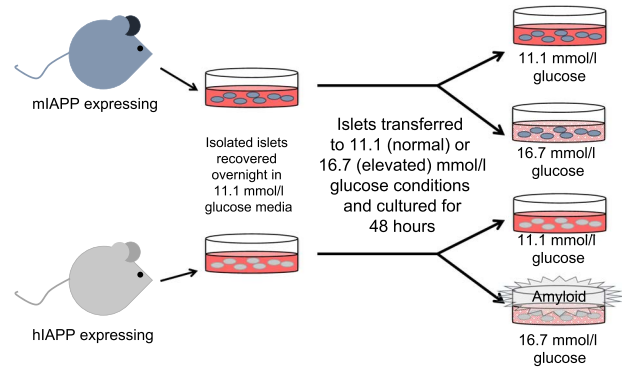 mIAPP expressing
Isolated islets
recovered
overnight in
11.1 mmol/l
glucose media
hIAPP expressing
Islets transferred
to 11.1 (normal) or
16.7 (elevated) mmol/l
glucose conditions
and cultured for
48 hours
11.1 mmol/l
glucose
16.7 mmol/l
glucose
11.1 mmol/l
glucose
Amyloid
16.7 mmol/l
glucose